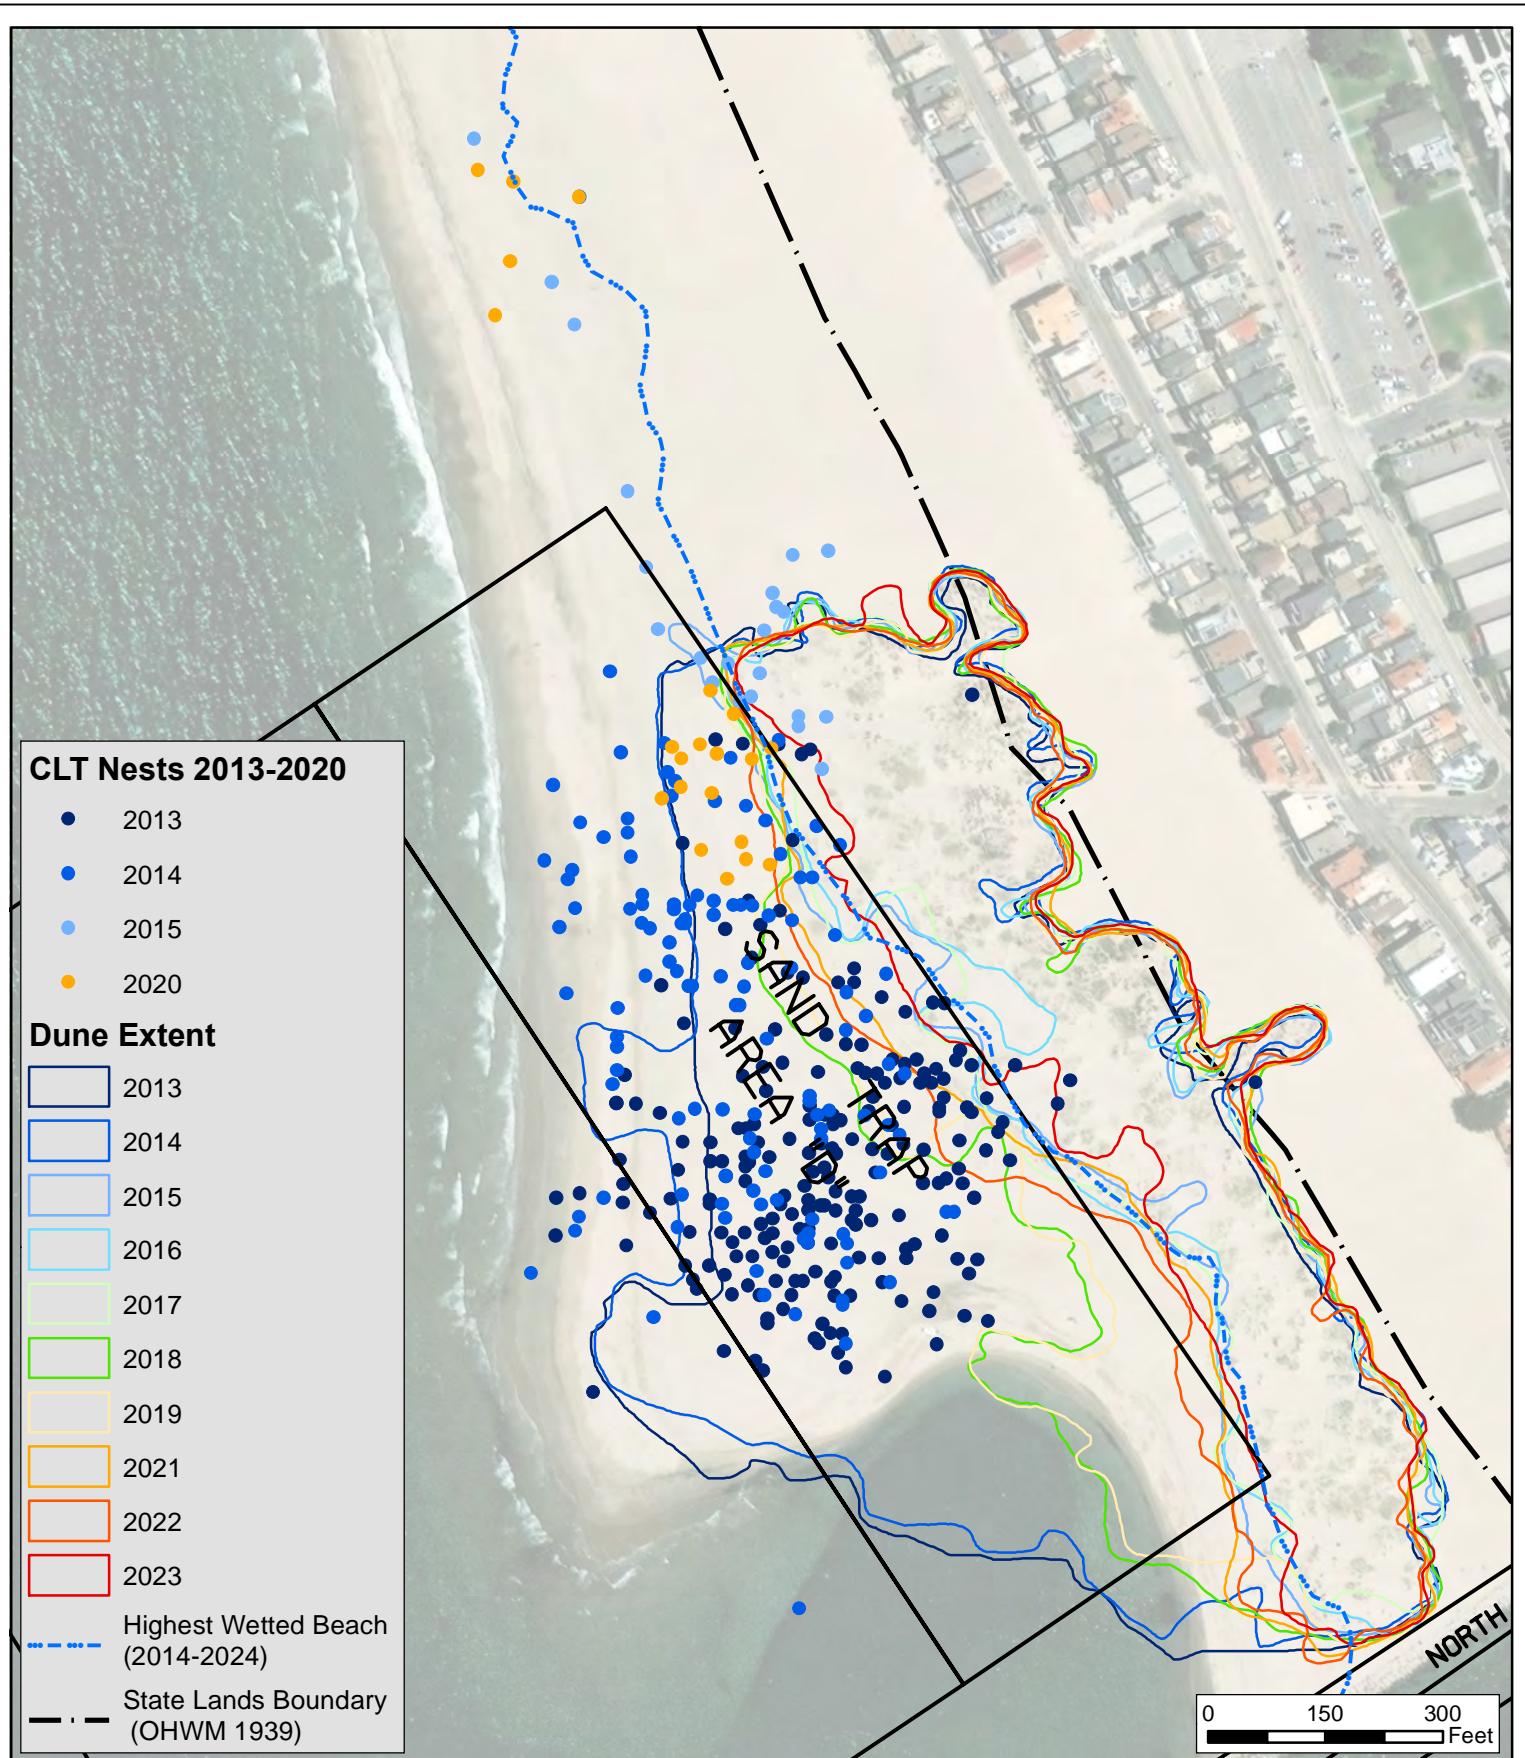 CLT Nests 2013-2020
2013
2014
2015
2020
Dune Extent
2013
2014
2015
2016
2017
2018
2019
2021
2022
2023
Highest Wetted Beach
(2014-2024)
State Lands Boundary
(OHWM 1939)
SAND TRAP
AREA "D"
NORTH
0 150 300
Feet